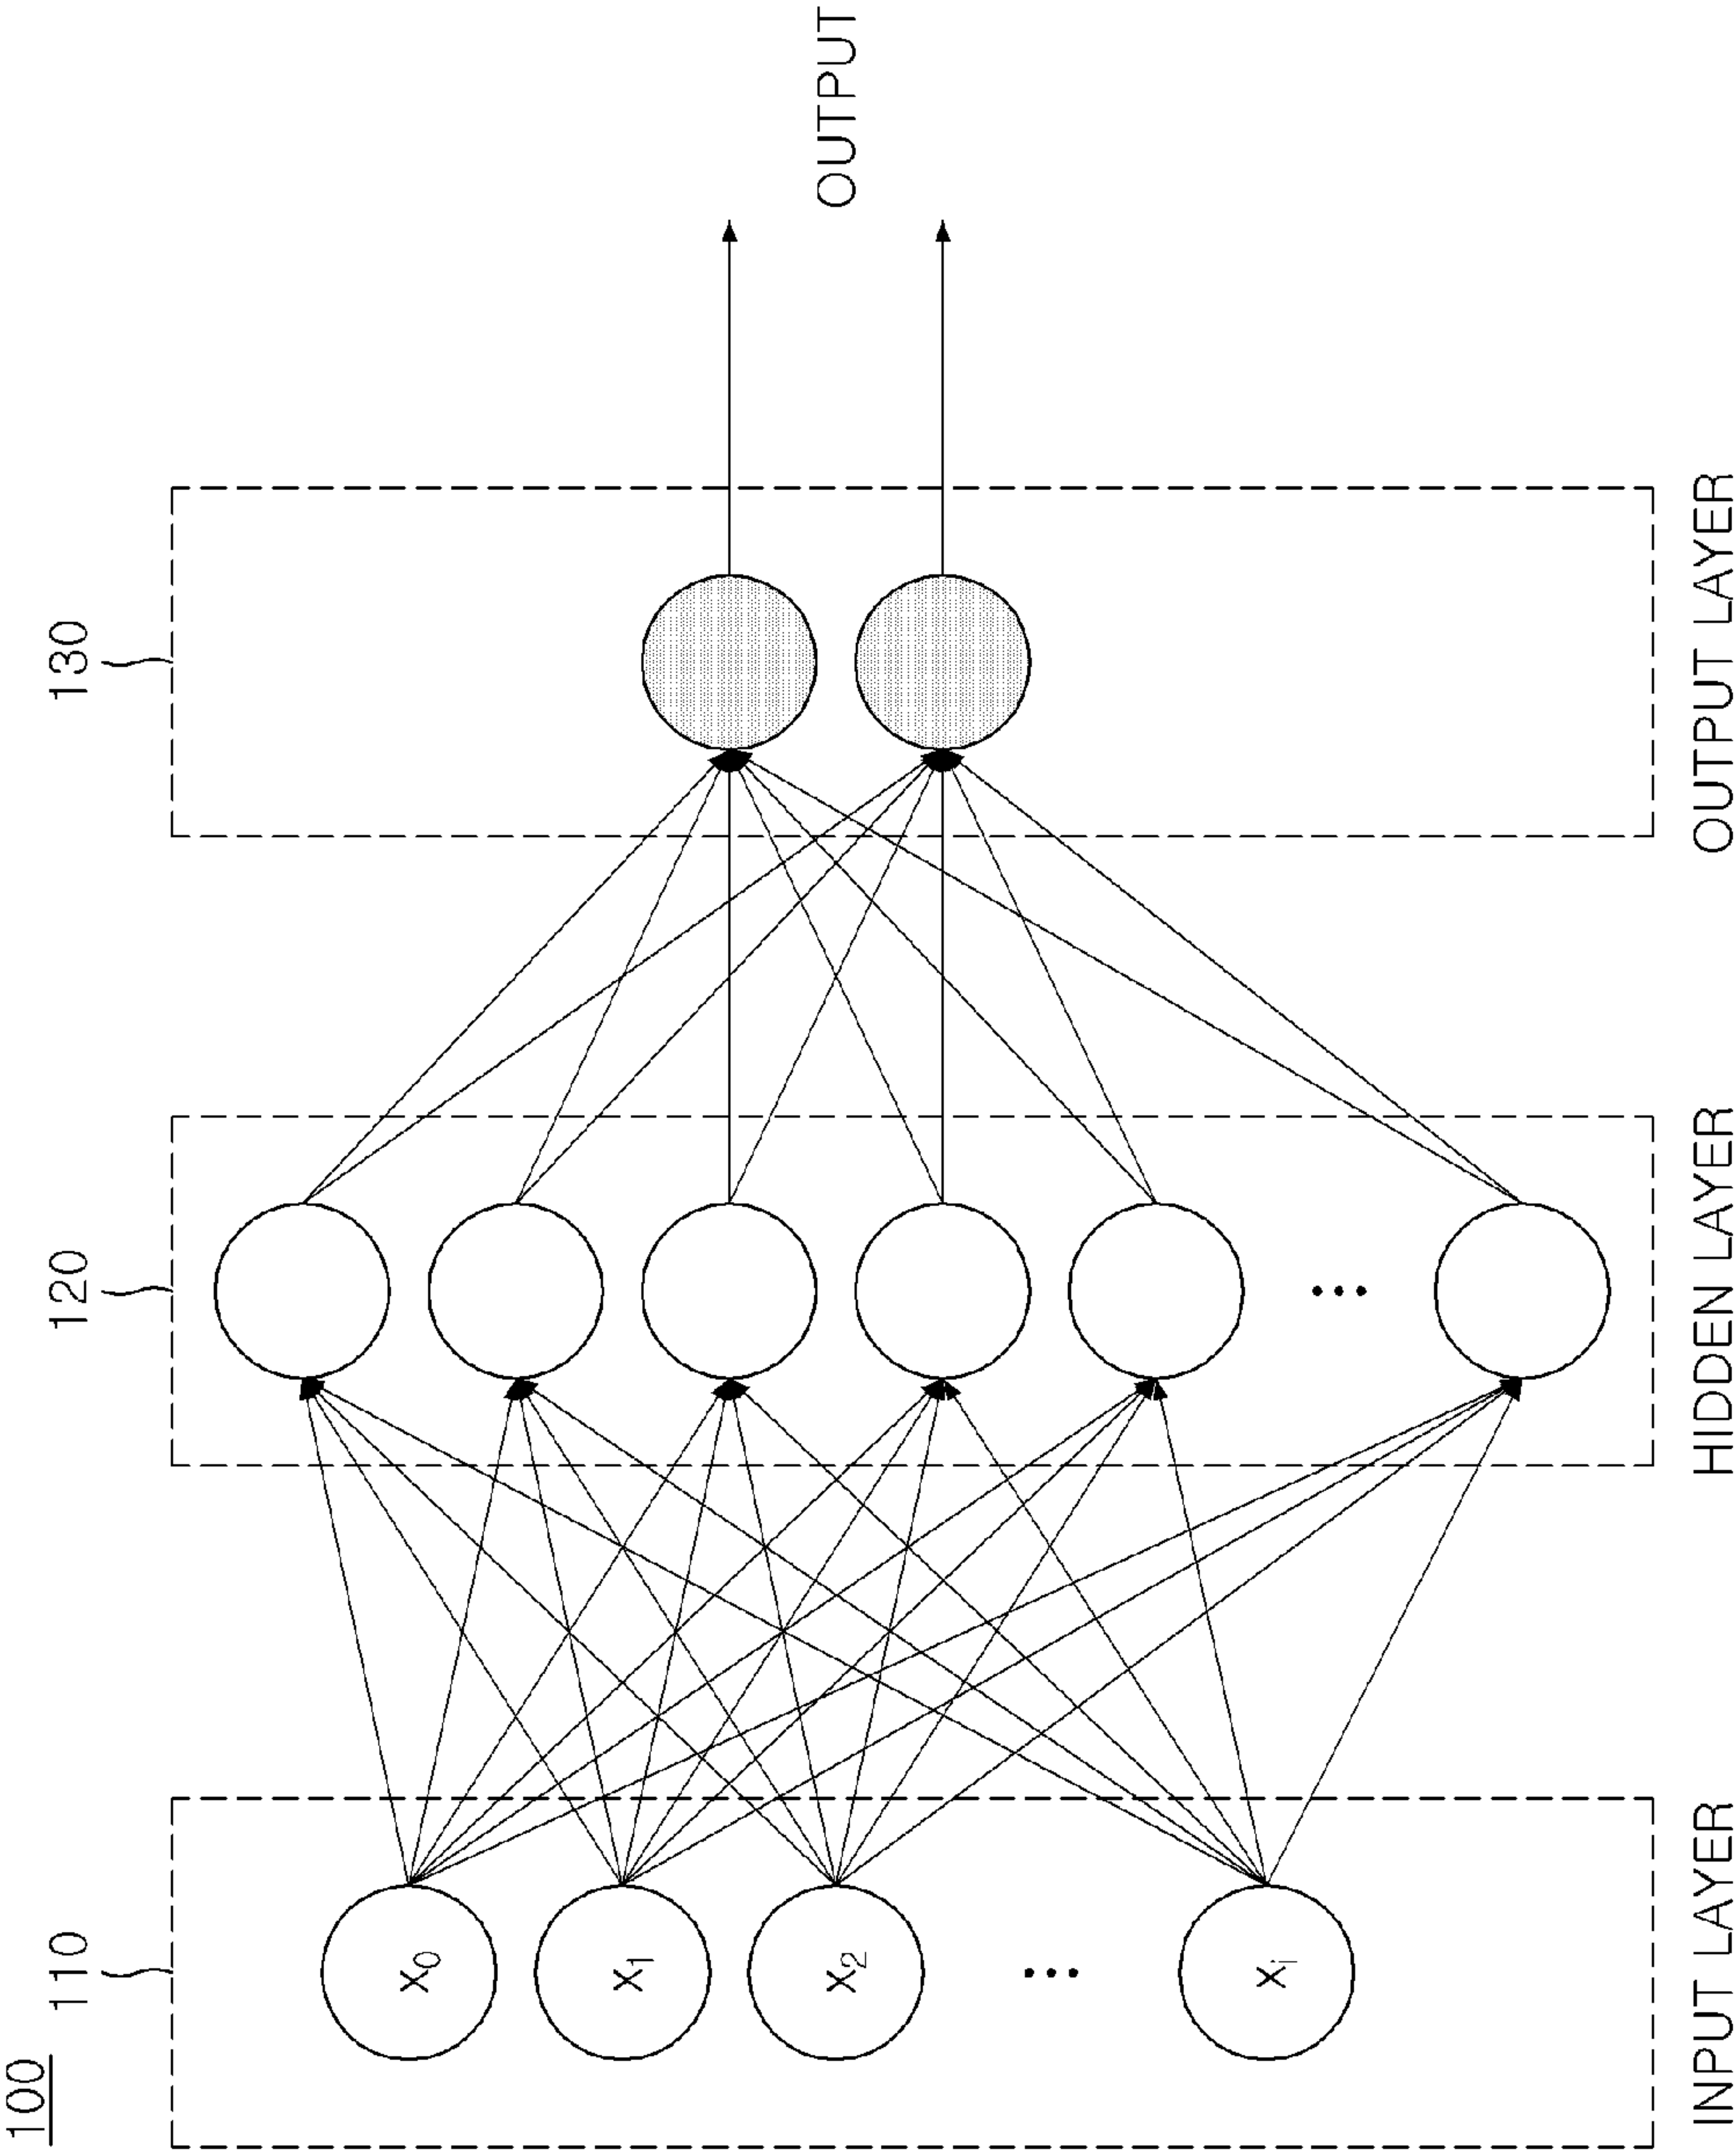 100
110
120
130
x0
x1
x2
...
xi
...
OUTPUT
INPUT LAYER
HIDDEN LAYER
OUTPUT LAYER